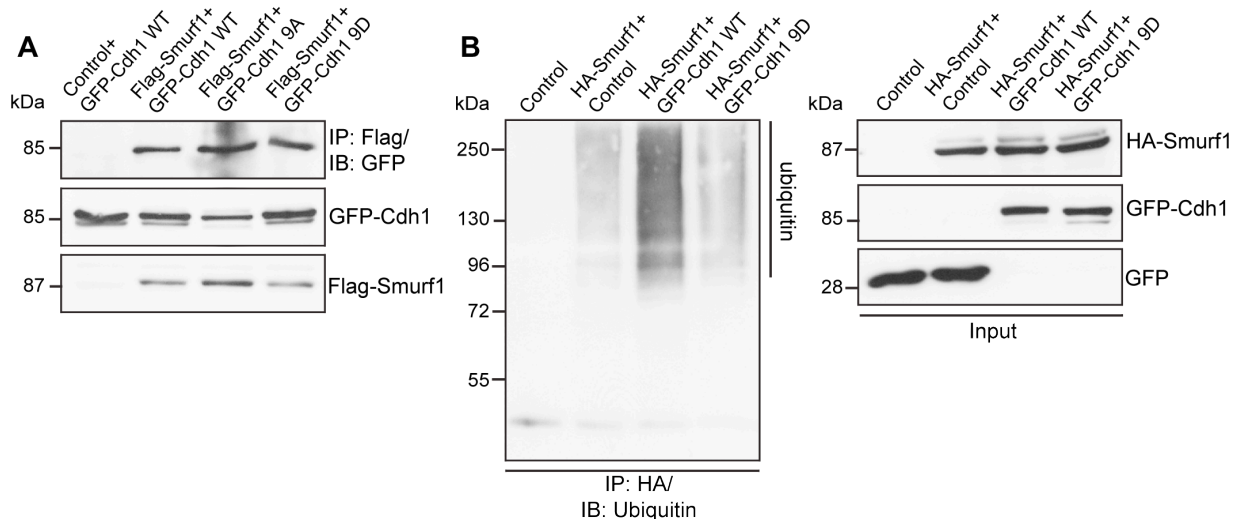 A
kDa
Control+
GFP-Cdh1 WT
Flag-Smurf1+
GFP-Cdh1 WT
Flag-Smurf1+
GFP-Cdh1 9A
Flag-Smurf1+
GFP-Cdh1 9D
85
IP: Flag/
IB: GFP
85
GFP-Cdh1
87
Flag-Smurf1
B
kDa
Control
HA-Smurf1+
Control
HA-Smurf1+
GFP-Cdh1 WT
HA-Smurf1+
GFP-Cdh1 9D
250
130
96
72
55
ubiquitin
IP: HA/
IB: Ubiquitin
kDa
Control
HA-Smurf1+
Control
HA-Smurf1+
GFP-Cdh1 WT
HA-Smurf1+
GFP-Cdh1 9D
87
HA-Smurf1
85
GFP-Cdh1
28
GFP
Input